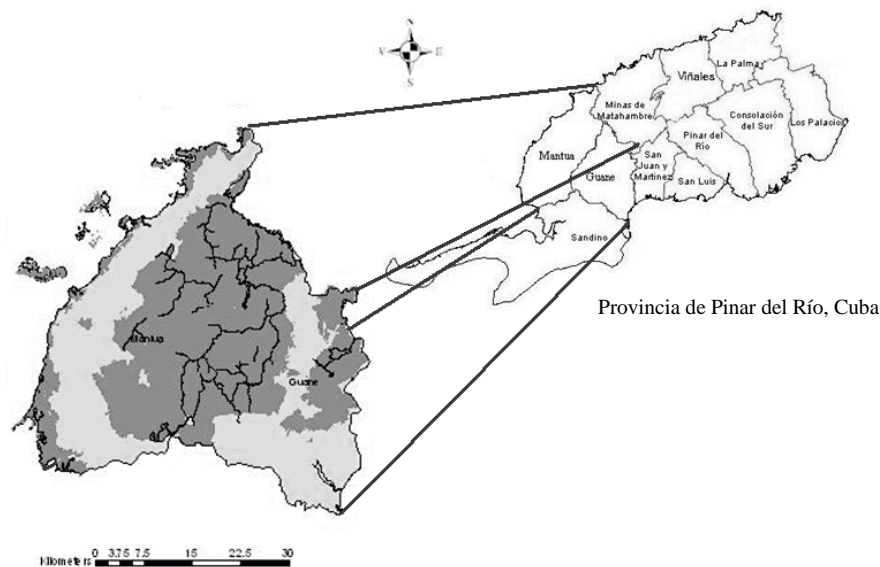 N
V E
S
La Palma
Viñales
Minas de
Matahambre
Consolación
del Sur
Los Palacios
Pinar del
Río
Mantua
San
Juan y
Martinez
Guane
San Luis
Sandino
Provincia de Pinar del Río, Cuba
Mantua
Guane
Kilometers 0 3.75 7.5 15 22.5 30